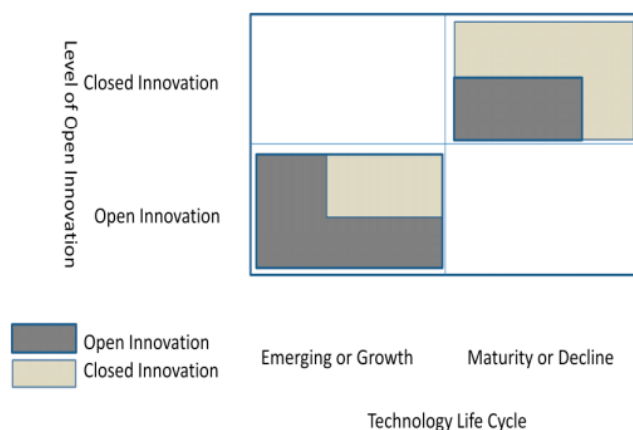 Level of Open Innovation
Closed Innovation
Open Innovation
Open Innovation
Closed Innovation
Emerging or Growth
Maturity or Decline
Technology Life Cycle